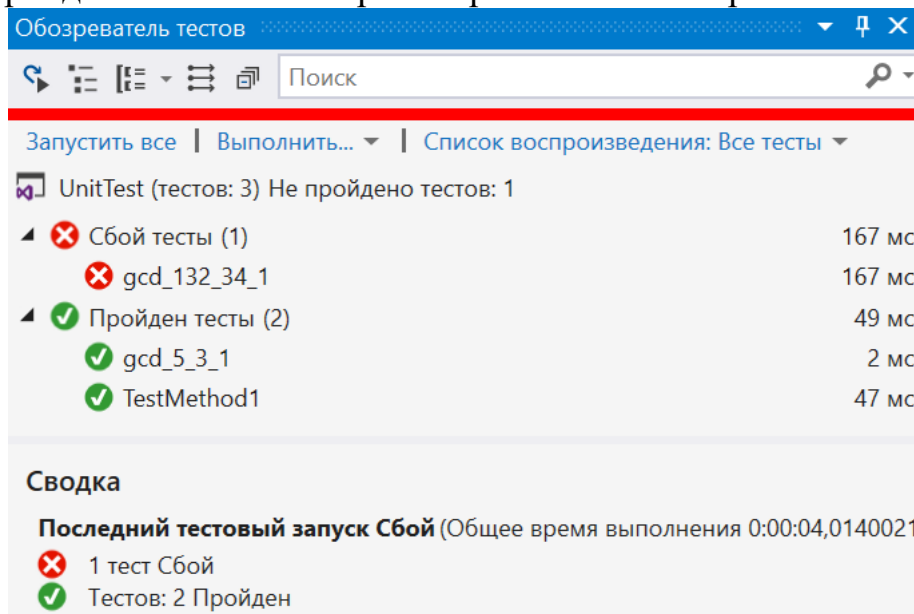 Обозреватель тестов
Поиск
Запустить все | Выполнить... | Список воспроизведения: Все тесты
UnitTest (тестов: 3) Не пройдено тестов: 1
Сбой тесты (1) 167 мс
gcd_132_34_1 167 мс
Пройден тесты (2) 49 мс
gcd_5_3_1 2 мс
TestMethod1 47 мс
Сводка
Последний тестовый запуск Сбой (Общее время выполнения 0:00:04,0140021
1 тест Сбой
Тестов: 2 Пройден